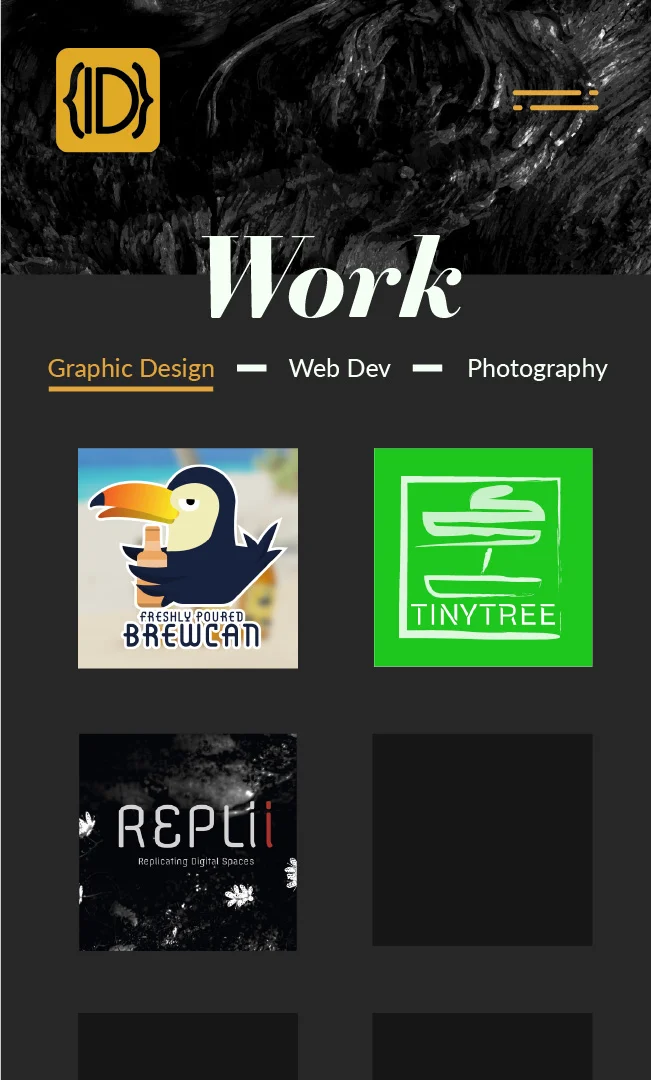 {ID}
Work
Graphic Design
Web Dev
Photography
FRESHLY POURED
BREWCAN
TINYTREE
REPLii
Replicating Digital Spaces